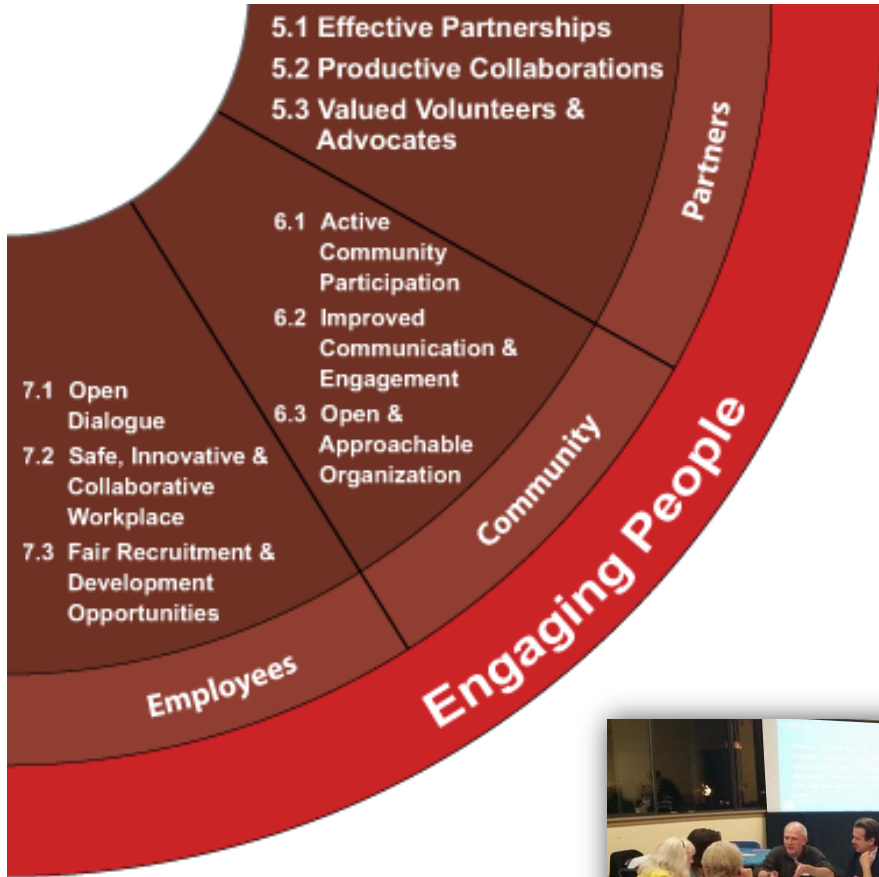 5.1 Effective Partnerships
5.2 Productive Collaborations
5.3 Valued Volunteers &
Advocates
Partners
6.1 Active
Community
Participation
6.2 Improved
Communication &
Engagement
6.3 Open &
Approachable
Organization
Community
7.1 Open
Dialogue
7.2 Safe, Innovative &
Collaborative
Workplace
7.3 Fair Recruitment &
Development
Opportunities
Employees
Engaging People